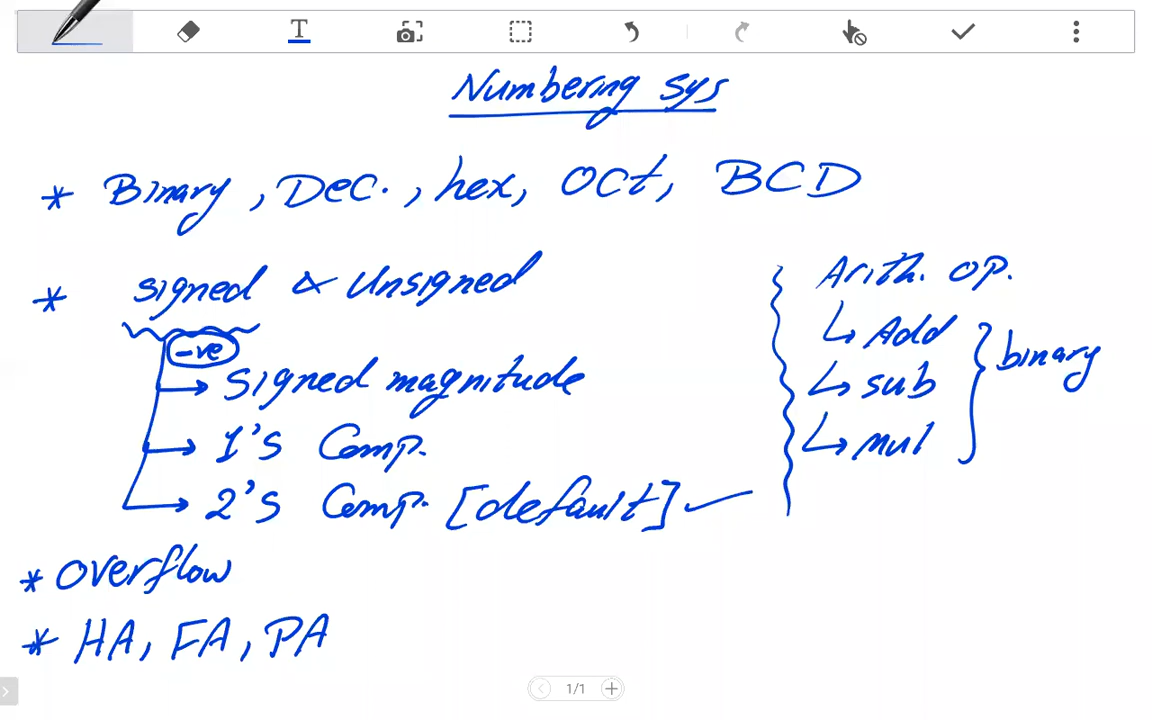 T
Numbering sys
* Binary, Dec., hex, Oct, BCD
* signed & Unsigned
-ve
→ signed magnitude
→ 1's Comp.
→ 2's Comp. [default] ✓
Arith. op.
↳ Add
↳ sub
↳ mul
binary
* Overflow
* HA, FA, PA
1/1